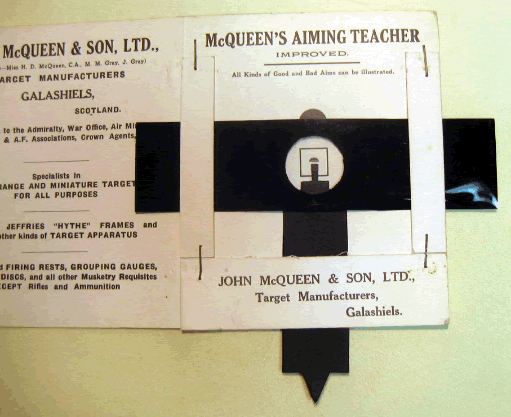 McQUEEN & SON, LTD.,
Miss H. D. McQueen, C.A., M. M. Gray, J. Gray)
TARGET MANUFACTURERS
GALASHIELS,
SCOTLAND.
to the Admiralty, War Office, Air
& A.F. Associations, Crown Agents,
Specialists in
RANGE AND MINIATURE TARGET
FOR ALL PURPOSES
JEFFRIES "HYTHE" FRAMES and
other kinds of TARGET APPARATUS
FIRING RESTS, GROUPING GAUGES,
DISCS, and all other Musketry Requisites
EXCEPT Rifles and Ammunition
McQUEEN'S AIMING TEACHER
IMPROVED.
All Kinds of Good and Bad Aims can be illustrated.
JOHN McQUEEN & SON, LTD.,
Target Manufacturers,
Galashiels.